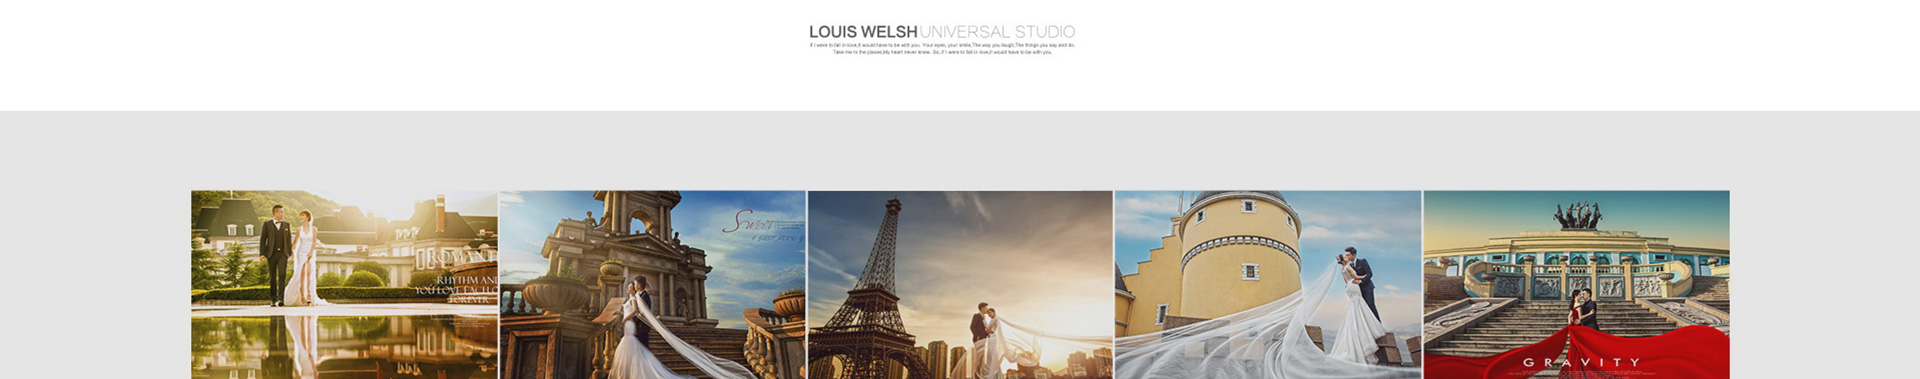 LOUIS WELSH UNIVERSAL STUDIO
If I were to fall in love,it would have to be with you. Your eyes, your smile,The way you laugh,The things you say and do.
Take me to the places,My heart never knew. So,if I were to fall in love,it would have to be with you.
Sweet
ROMANT
RHYTHM AND
YOU LOVE EACH O
FOREVER
GRAVITY